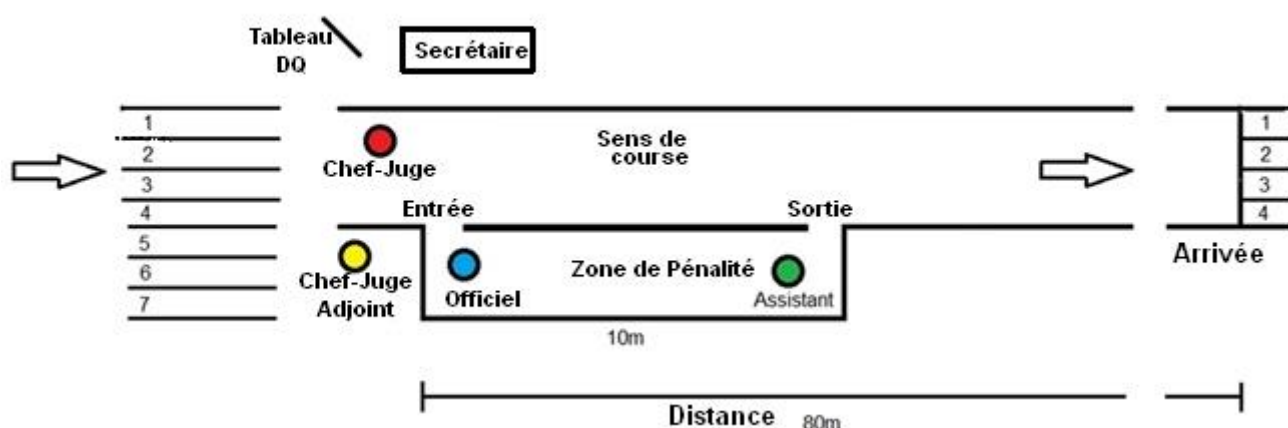 Tableau
DQ
Secrétaire
1
2
3
4
5
6
7
Chef-Juge
Sens de
course
Entrée
Sortie
1
2
3
4
Arrivée
Chef-Juge
Adjoint
Officiel
Zone de Pénalité
Assistant
10m
Distance
80m